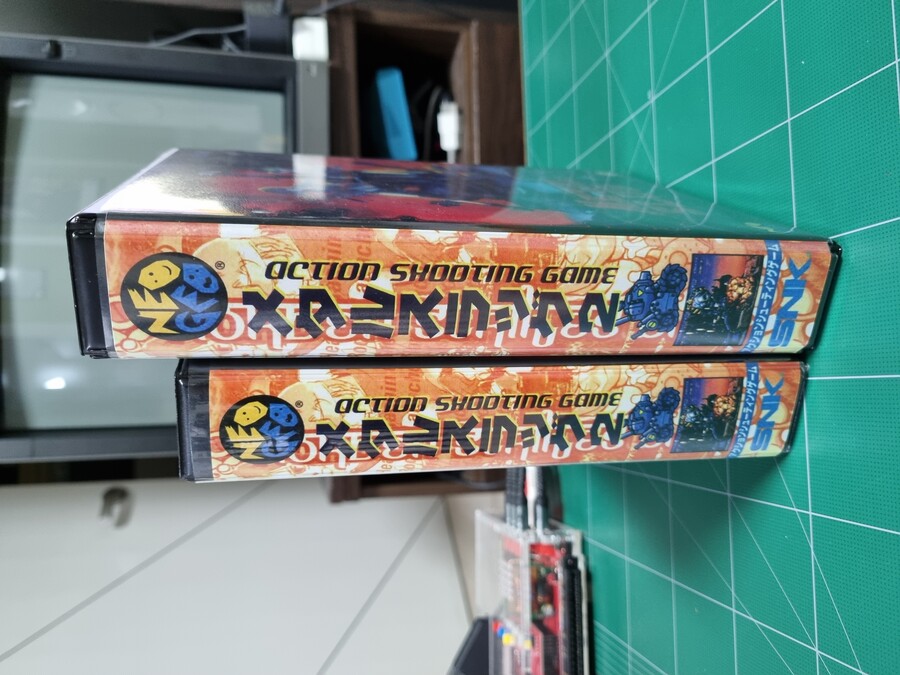 NEO GEO
®
ACTION SHOOTING GAME
メタルスラッグ2
アクションシューティングゲーム
SNK
NEO GEO
®
ACTION SHOOTING GAME
メタルスラッグ2
アクションシューティングゲーム
SNK